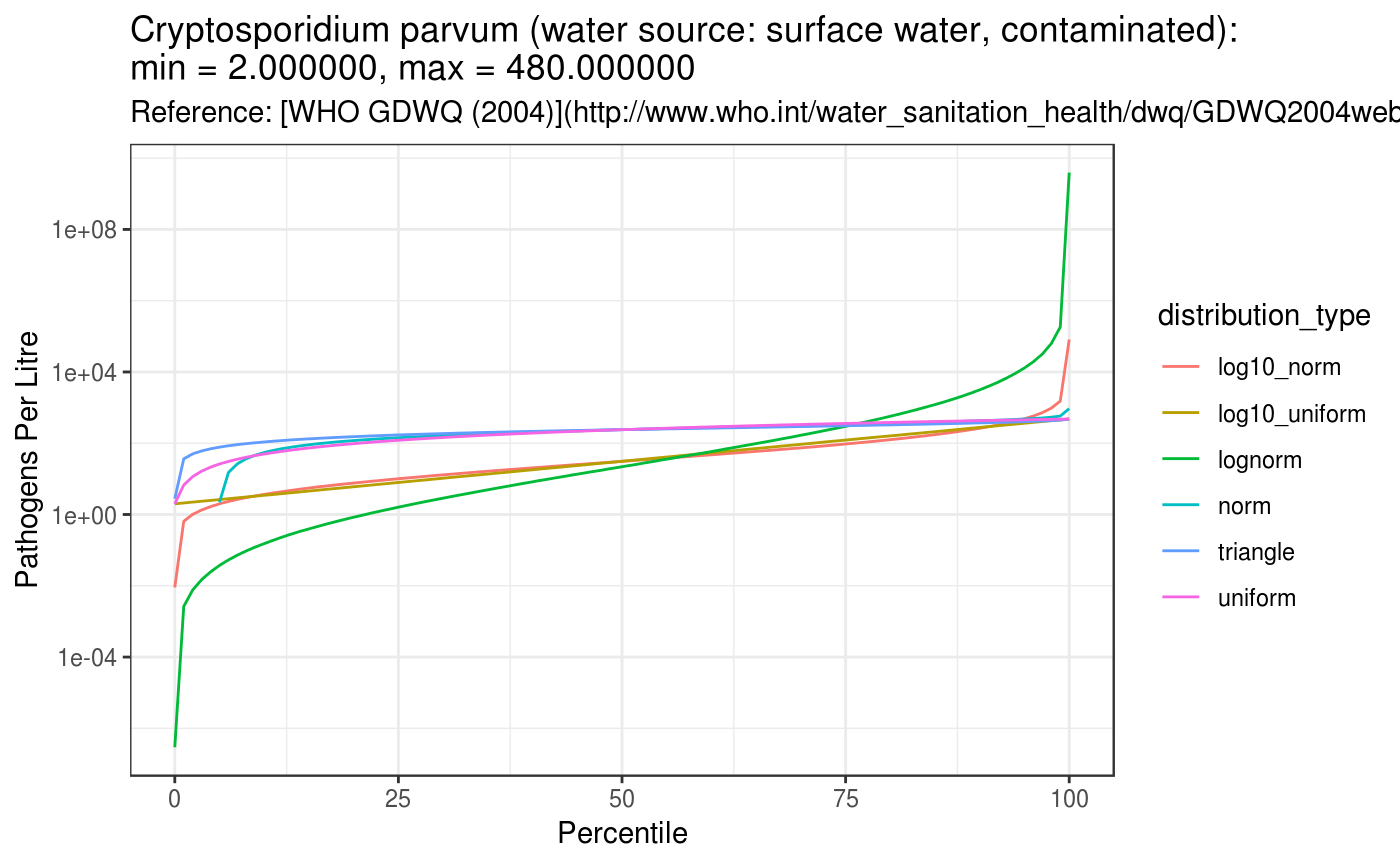 Cryptosporidium parvum (water source: surface water, contaminated):
min = 2.000000, max = 480.000000
Reference: [WHO GDWQ (2004)](http://www.who.int/water_sanitation_health/dwq/GDWQ2004web
Pathogens Per Litre
1e+08
1e+04
1e+00
1e-04
0 25 50 75 100
Percentile
distribution_type
log10_norm
log10_uniform
lognorm
norm
triangle
uniform